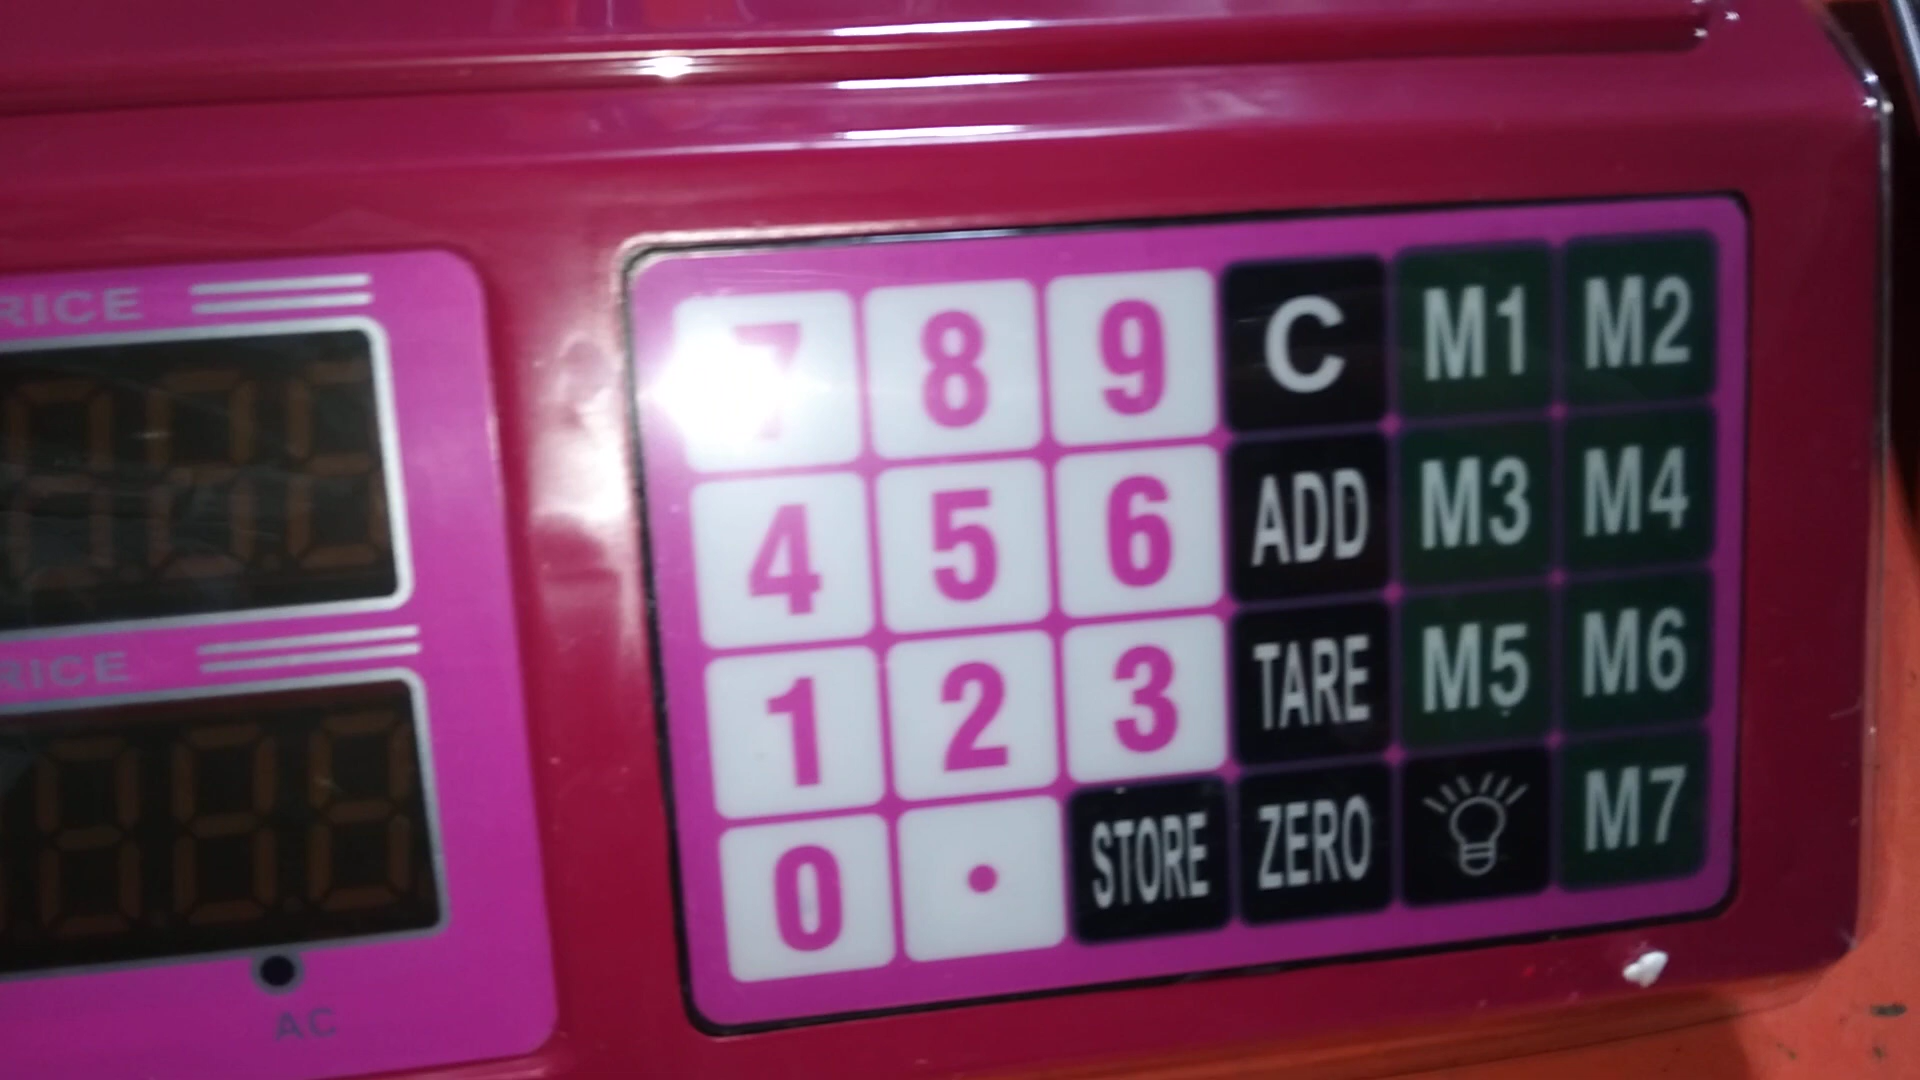 RICE
RICE
AC
7 8 9 C M1 M2
4 5 6 ADD M3 M4
1 2 3 TARE M5 M6
0 . STORE ZERO M7